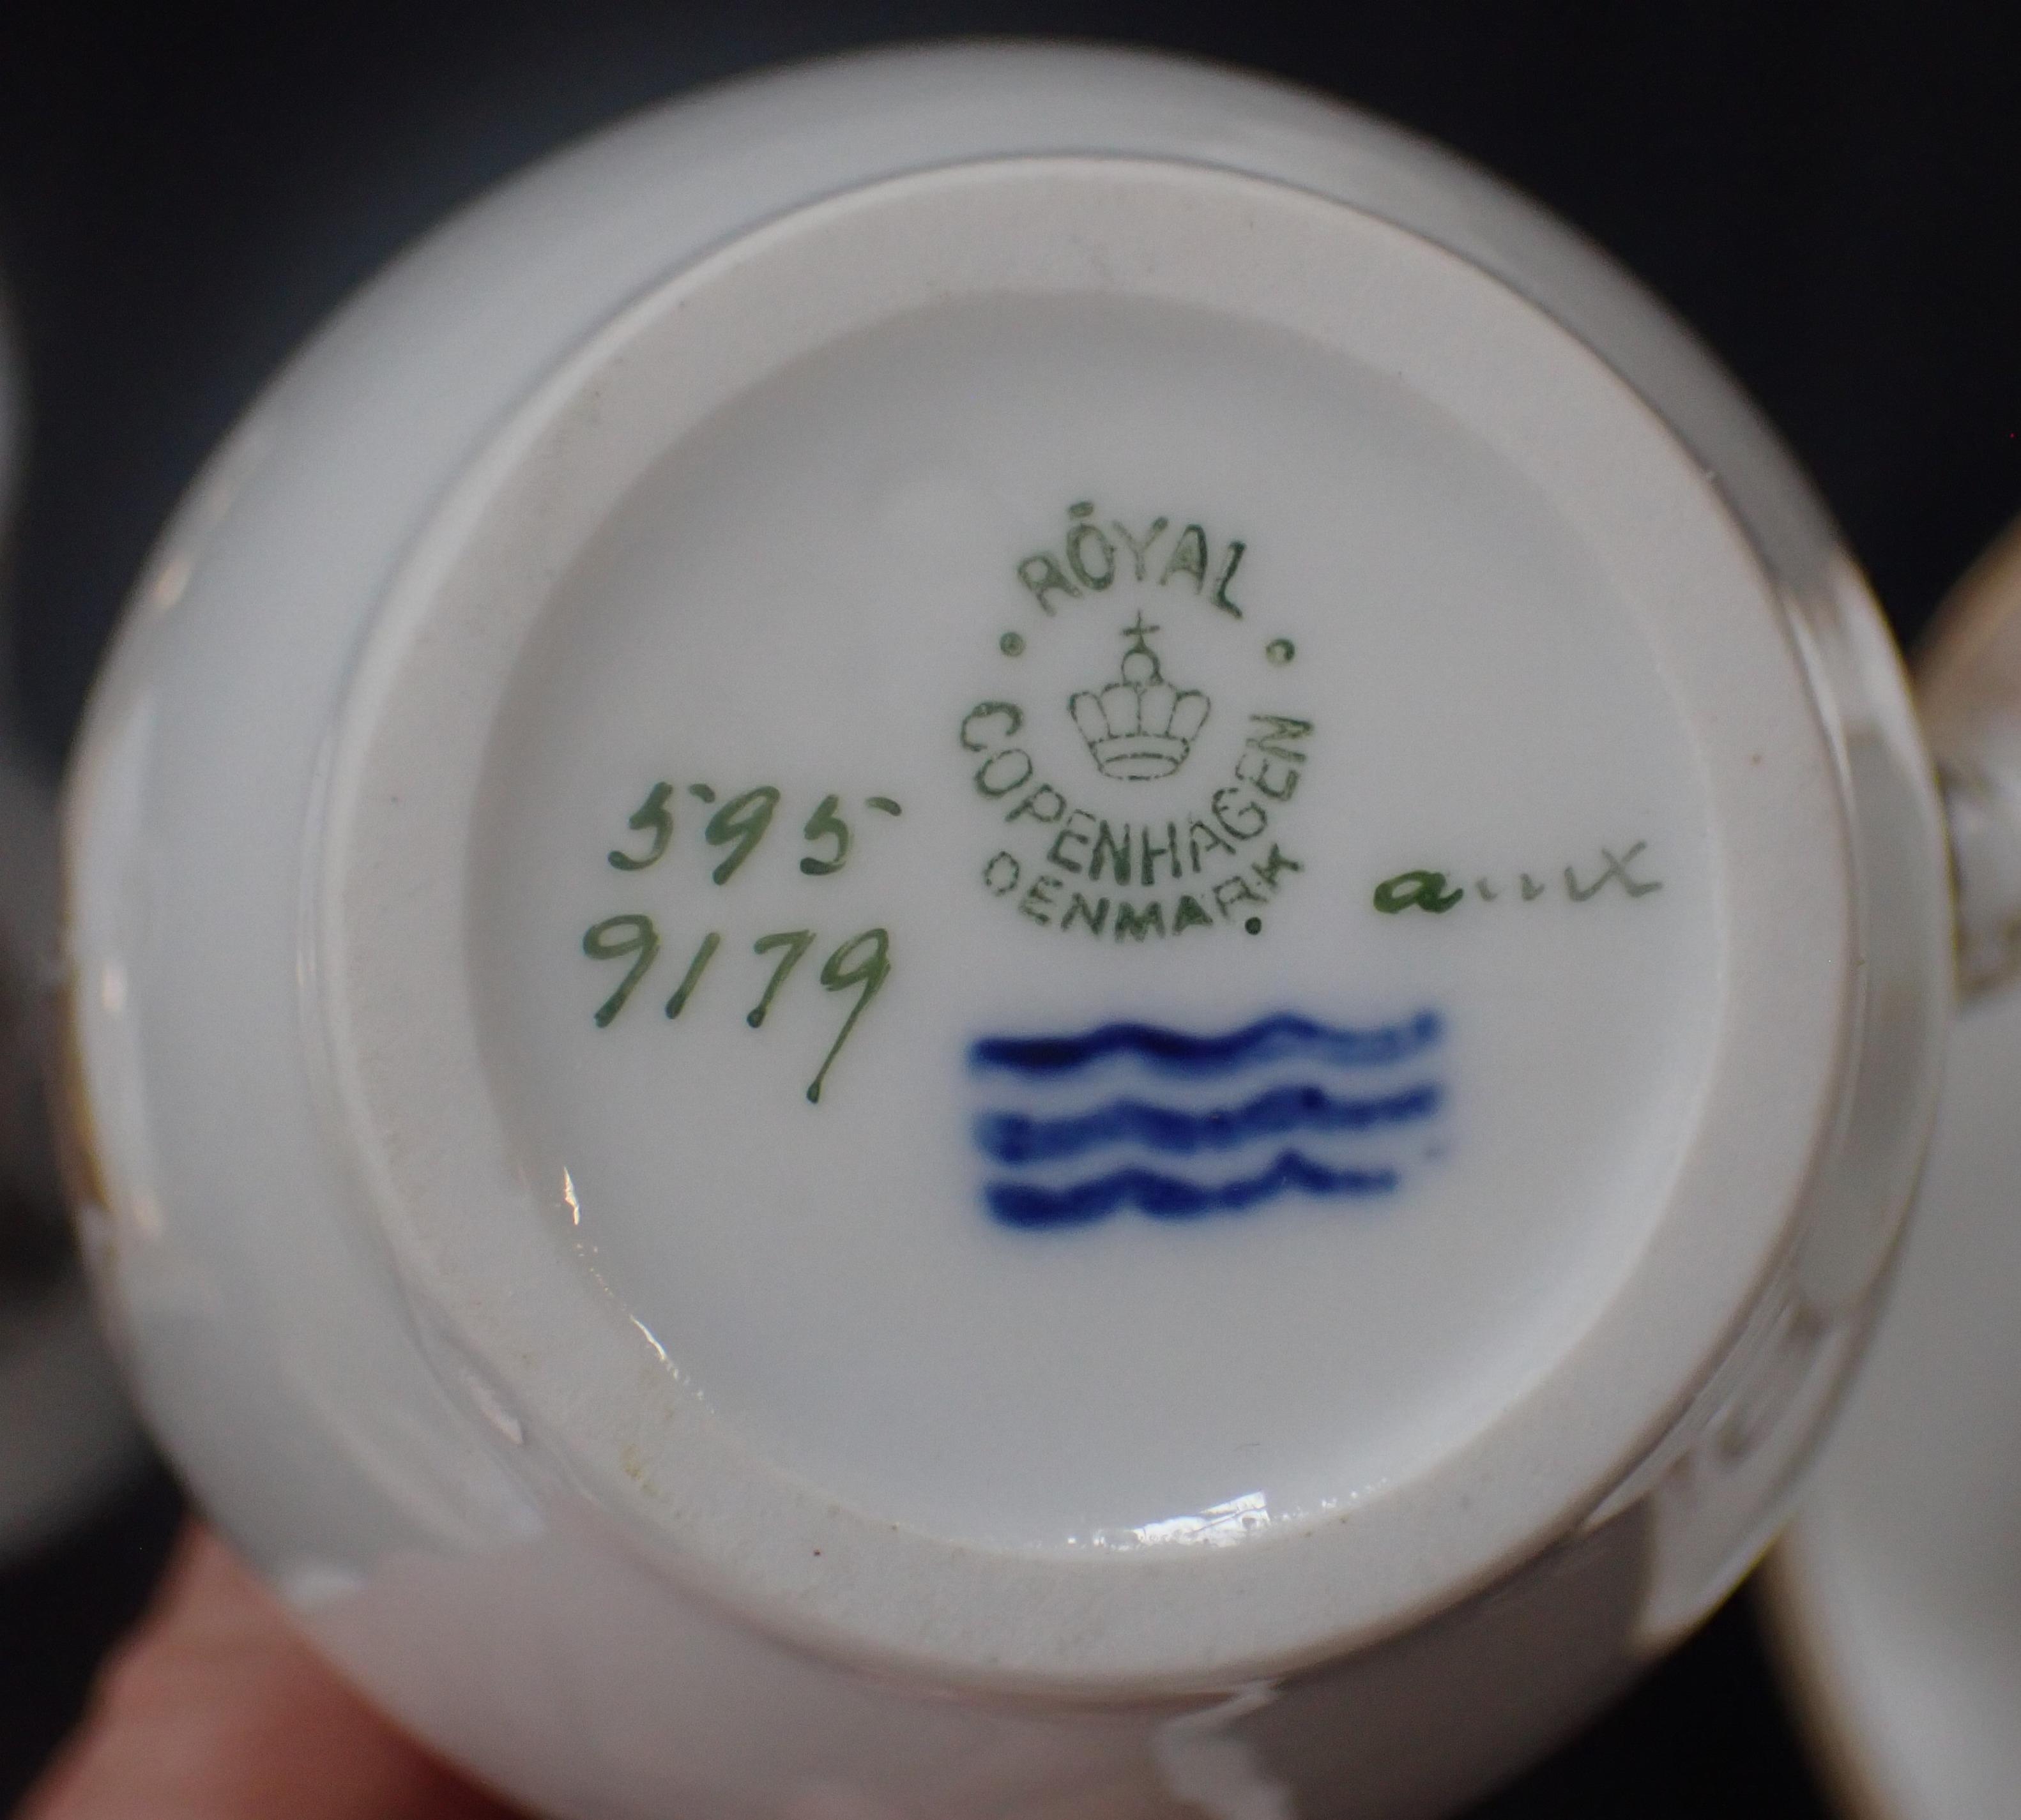 ROYAL
COPENHAGEN
DENMARK
595
9179